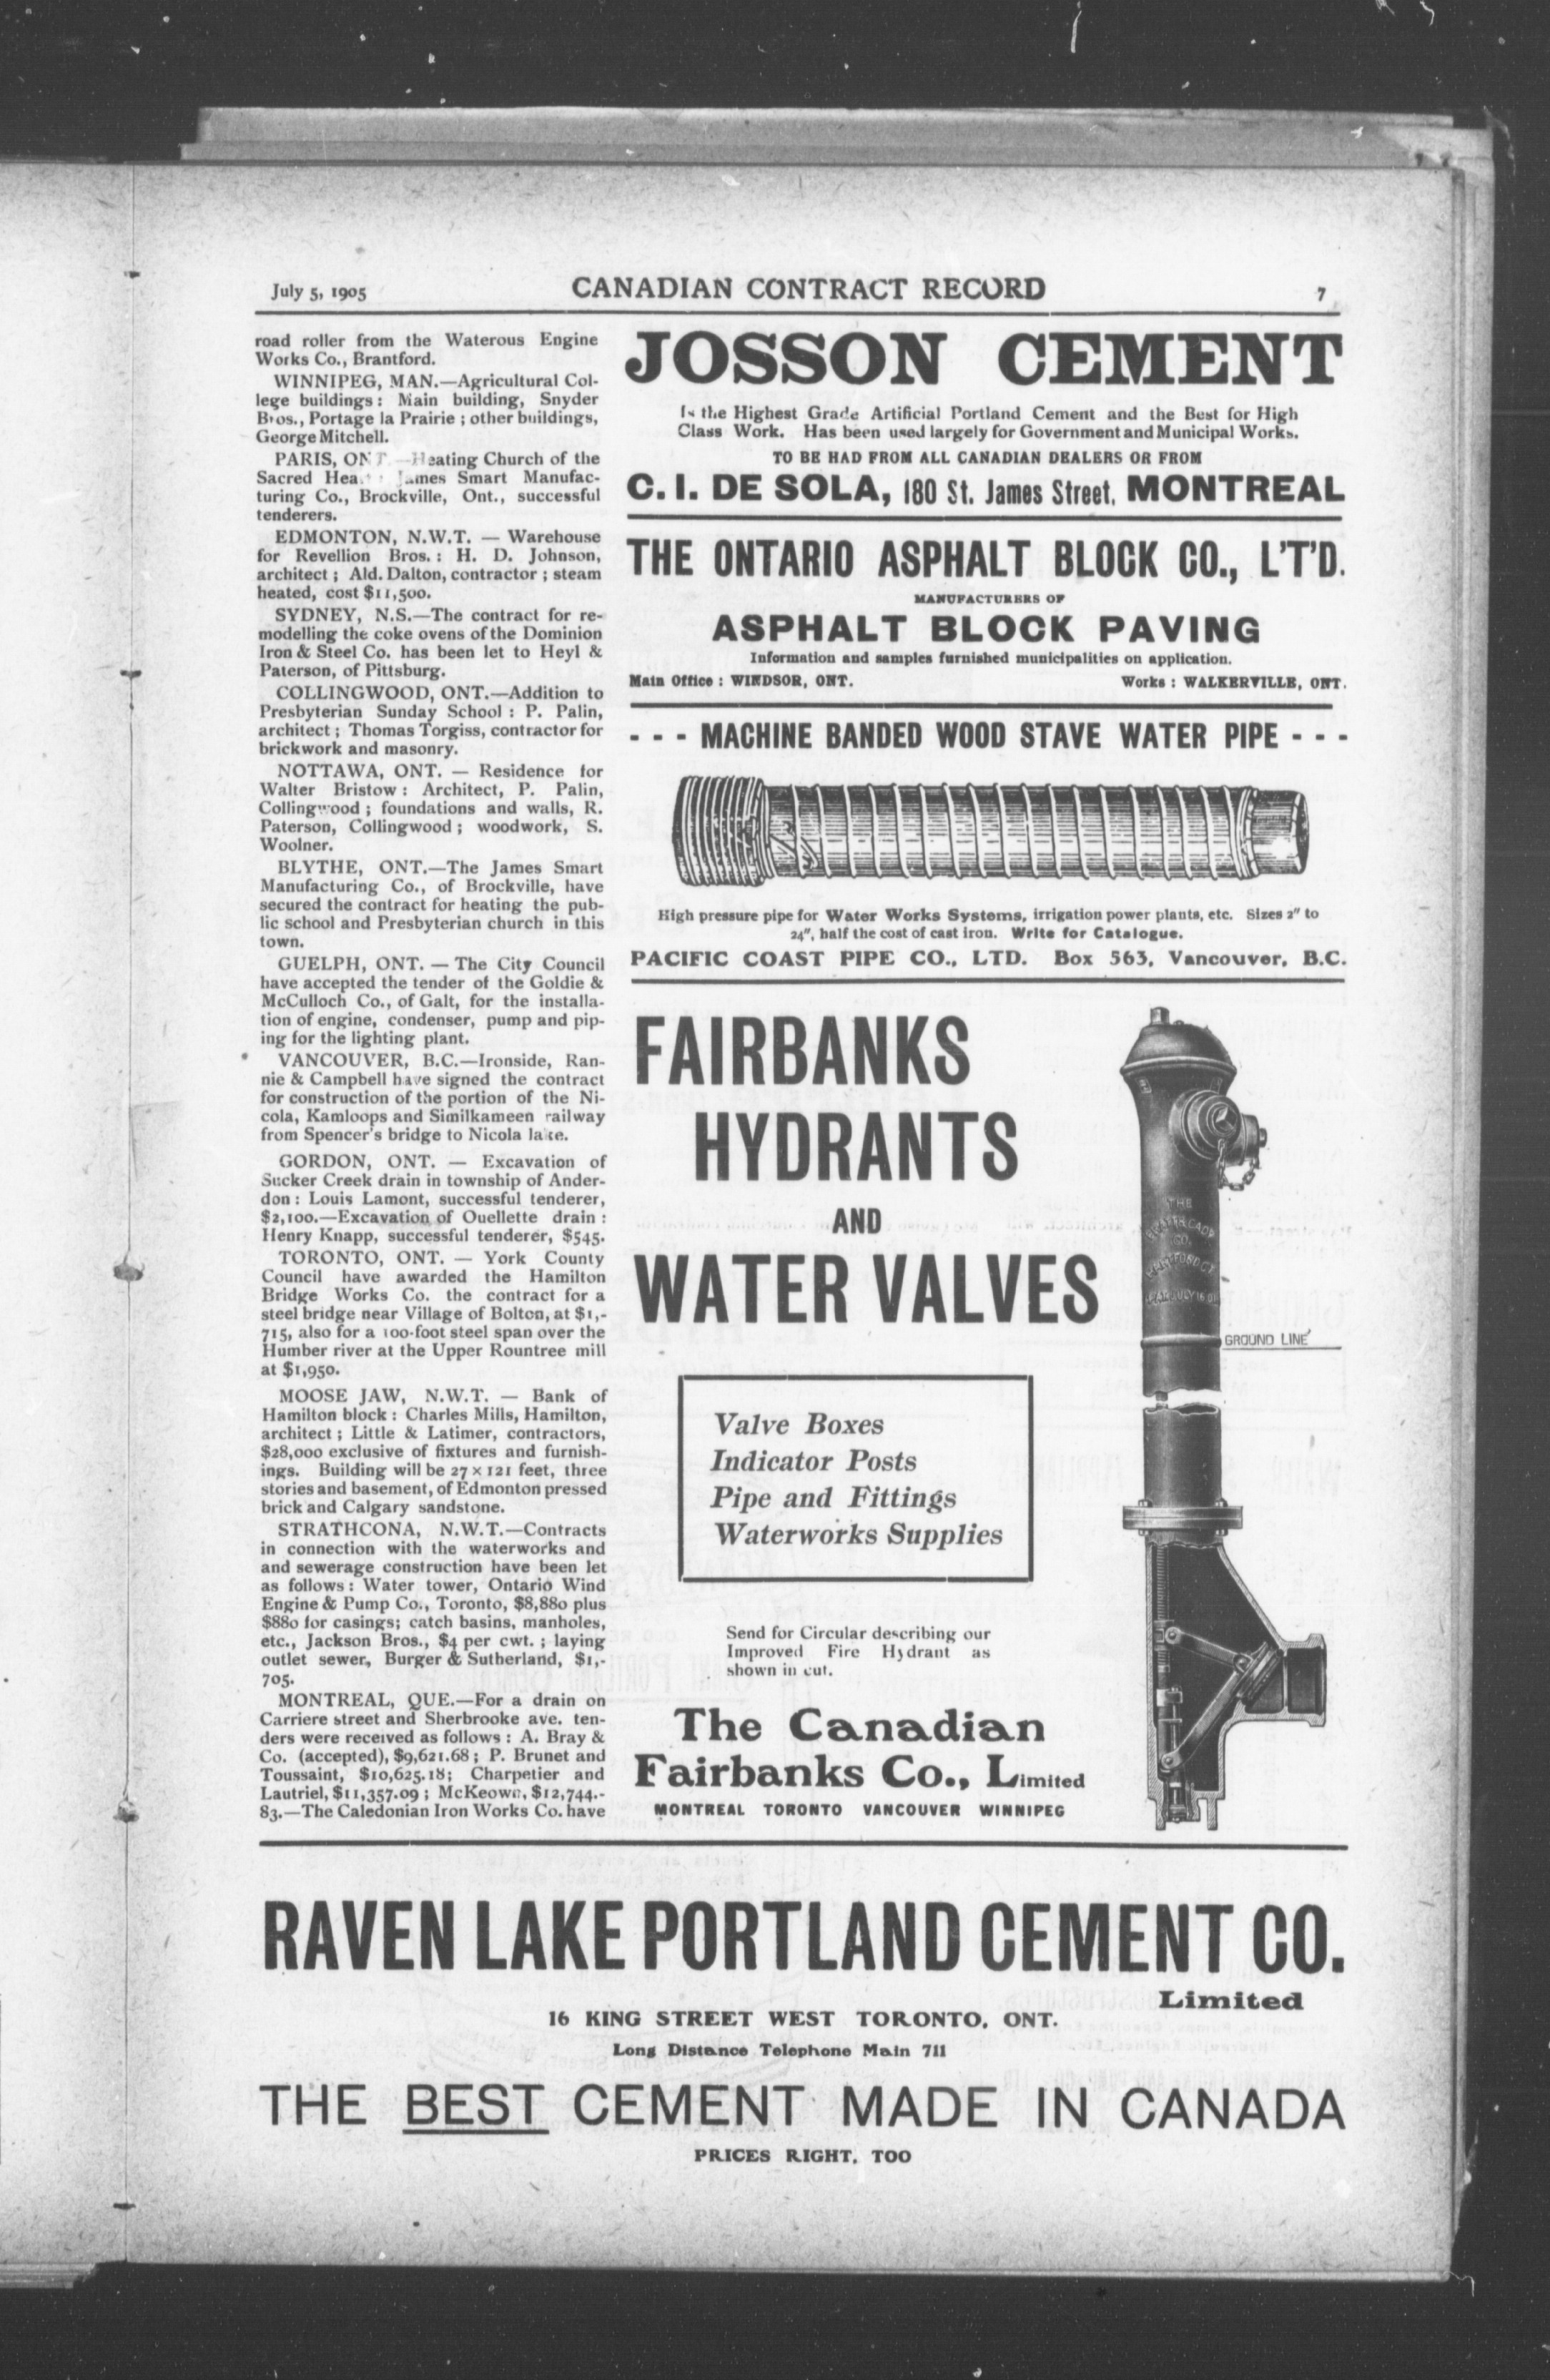 July 5, 1905
CANADIAN CONTRACT RECORD
7
road roller from the Waterous Engine
Works Co., Brantford.
WINNIPEG, MAN.—Agricultural Col-
lege buildings: Main building, Snyder
Bros., Portage la Prairie ; other buildings,
George Mitchell.
PARIS, ONT —Heating Church of the
Sacred Hea James Smart Manufac-
turing Co., Brockville, Ont., successful
tenderers.
EDMONTON, N.W.T. — Warehouse
for Revellion Bros. : H. D. Johnson,
architect ; Ald. Dalton, contractor ; steam
heated, cost $11,500.
SYDNEY, N.S.—The contract for re-
modelling the coke ovens of the Dominion
Iron & Steel Co. has been let to Heyl &
Paterson, of Pittsburg.
COLLINGWOOD, ONT.—Addition to
Presbyterian Sunday School : P. Palin,
architect ; Thomas Torgiss, contractor for
brickwork and masonry.
NOTTAWA, ONT. — Residence for
Walter Bristow : Architect, P. Palin,
Collingwood ; foundations and walls, R.
Paterson, Collingwood ; woodwork, S.
Woolner.
BLYTHE, ONT.—The James Smart
Manufacturing Co., of Brockville, have
secured the contract for heating the pub-
lic school and Presbyterian church in this
town.
GUELPH, ONT. — The City Council
have accepted the tender of the Goldie &
McCulloch Co., of Galt, for the installa-
tion of engine, condenser, pump and pip-
ing for the lighting plant.
VANCOUVER, B.C.—Ironside, Ran-
nie & Campbell have signed the contract
for construction of the portion of the Ni-
cola, Kamloops and Similkameen railway
from Spencer's bridge to Nicola lake.
GORDON, ONT. — Excavation of
Sucker Creek drain in township of Ander-
don : Louis Lamont, successful tenderer,
$2,100.—Excavation of Ouellette drain :
Henry Knapp, successful tenderer, $545.
TORONTO, ONT. — York County
Council have awarded the Hamilton
Bridge Works Co. the contract for a
steel bridge near Village of Bolton, at $1,-
715, also for a 100-foot steel span over the
Humber river at the Upper Rountree mill
at $1,950.
MOOSE JAW, N.W.T. — Bank of
Hamilton block : Charles Mills, Hamilton,
architect ; Little & Latimer, contractors,
$28,000 exclusive of fixtures and furnish-
ings. Building will be 27 × 121 feet, three
stories and basement, of Edmonton pressed
brick and Calgary sandstone.
STRATHCONA, N.W.T.—Contracts
in connection with the waterworks and
and sewerage construction have been let
as follows : Water tower, Ontario Wind
Engine & Pump Co., Toronto, $8,880 plus
$880 for casings; catch basins, manholes,
etc., Jackson Bros., $4 per cwt. ; laying
outlet sewer, Burger & Sutherland, $1,-
705.
MONTREAL, QUE.—For a drain on
Carriere street and Sherbrooke ave. ten-
ders were received as follows : A. Bray &
Co. (accepted), $9,621.68 ; P. Brunet and
Toussaint, $10,625.18; Charpetier and
Lautriel, $11,357.09 ; McKeown, $12,744.-
83.—The Caledonian Iron Works Co. have
JOSSON CEMENT
Is the Highest Grade Artificial Portland Cement and the Best for High
Class Work. Has been used largely for Government and Municipal Works.
TO BE HAD FROM ALL CANADIAN DEALERS OR FROM
C. I. DE SOLA, 180 St. James Street, MONTREAL
THE ONTARIO ASPHALT BLOCK CO., L'T'D.
MANUFACTURERS OF
ASPHALT BLOCK PAVING
Information and samples furnished municipalities on application.
Main Office : WINDSOR, ONT.
Works : WALKERVILLE, ONT.
- - - MACHINE BANDED WOOD STAVE WATER PIPE - - -
High pressure pipe for Water Works Systems, irrigation power plants, etc. Sizes 2" to
24", half the cost of cast iron. Write for Catalogue.
PACIFIC COAST PIPE CO., LTD. Box 563, Vancouver, B.C.
FAIRBANKS
HYDRANTS
AND
WATER VALVES
THE
CO.
GROUND LINE
Valve Boxes
Indicator Posts
Pipe and Fittings
Waterworks Supplies
Send for Circular describing our
Improved Fire Hydrant as
shown in cut.
The Canadian
Fairbanks Co., Limited
MONTREAL TORONTO VANCOUVER WINNIPEG
RAVEN LAKE PORTLAND CEMENT CO.
Limited
16 KING STREET WEST TORONTO, ONT.
Long Distance Telephone Main 711
THE BEST CEMENT MADE IN CANADA
PRICES RIGHT, TOO